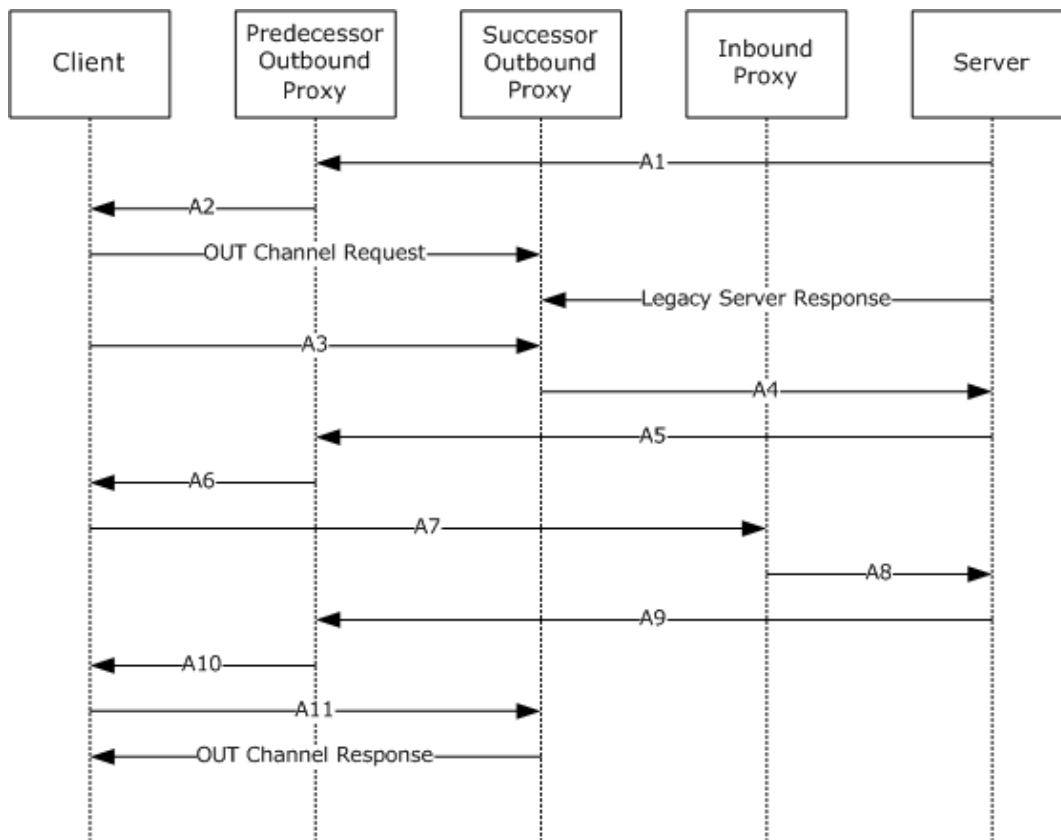 Client
Predecessor
Outbound
Proxy
Successor
Outbound
Proxy
Inbound
Proxy
Server
A1
A2
OUT Channel Request
Legacy Server Response
A3
A4
A5
A6
A7
A8
A9
A10
A11
OUT Channel Response